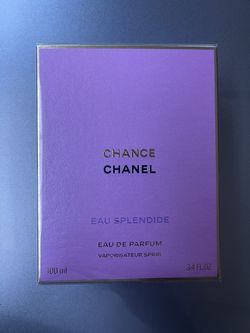 CHANCE
CHANEL
EAU SPLENDIDE
EAU DE PARFUM
VAPORISATEUR SPRAY
100 ml 3.4 FL.OZ